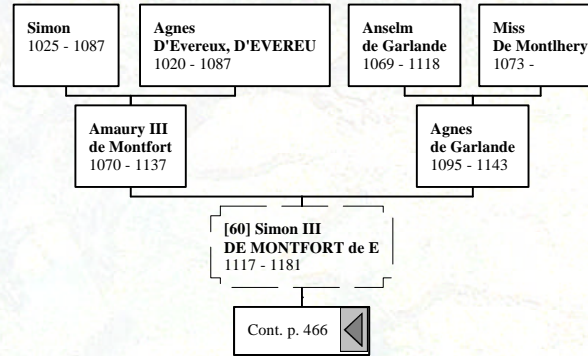 Simon
1025 - 1087
Agnes
D'Evereux, D'EVEREU
1020 - 1087
Anselm
de Garlande
1069 - 1118
Miss
De Montlhery
1073 -
Amaury III
de Montfort
1070 - 1137
Agnes
de Garlande
1095 - 1143
[60] Simon III
DE MONTFORT de E
1117 - 1181
Cont. p. 466